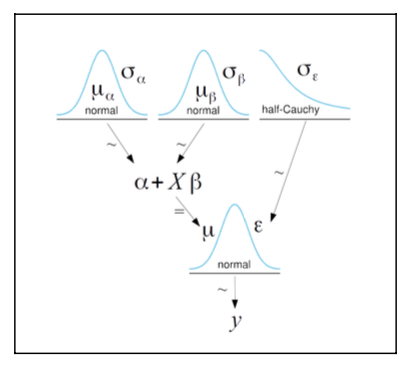 μα σα
normal
μβ σβ
normal
σε
half-Cauchy
~
~
~
α+Xβ
=
μ
ε
normal
~
y